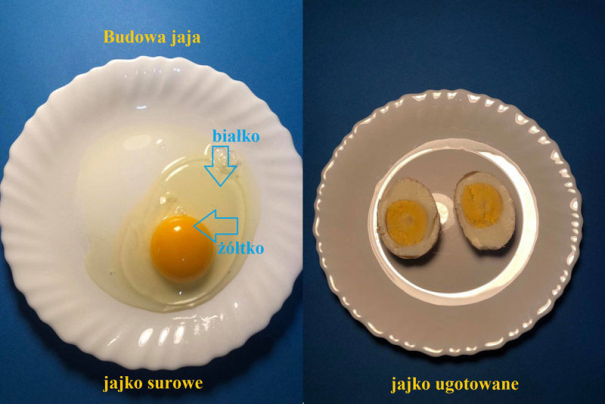 Budowa jaja
białko
żółtko
jajko surowe
jajko ugotowane